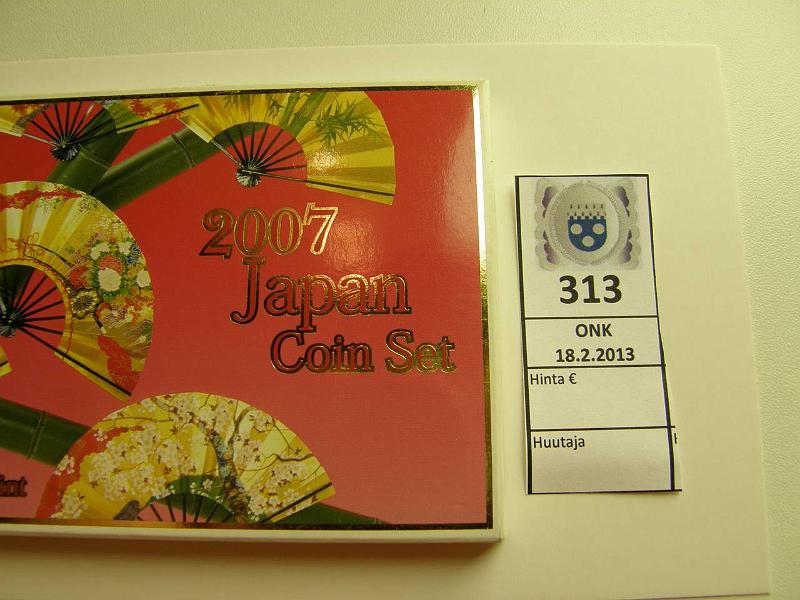 2007
Japan
Coin Set
313
ONK
18.2.2013
Hinta €
Huutaja